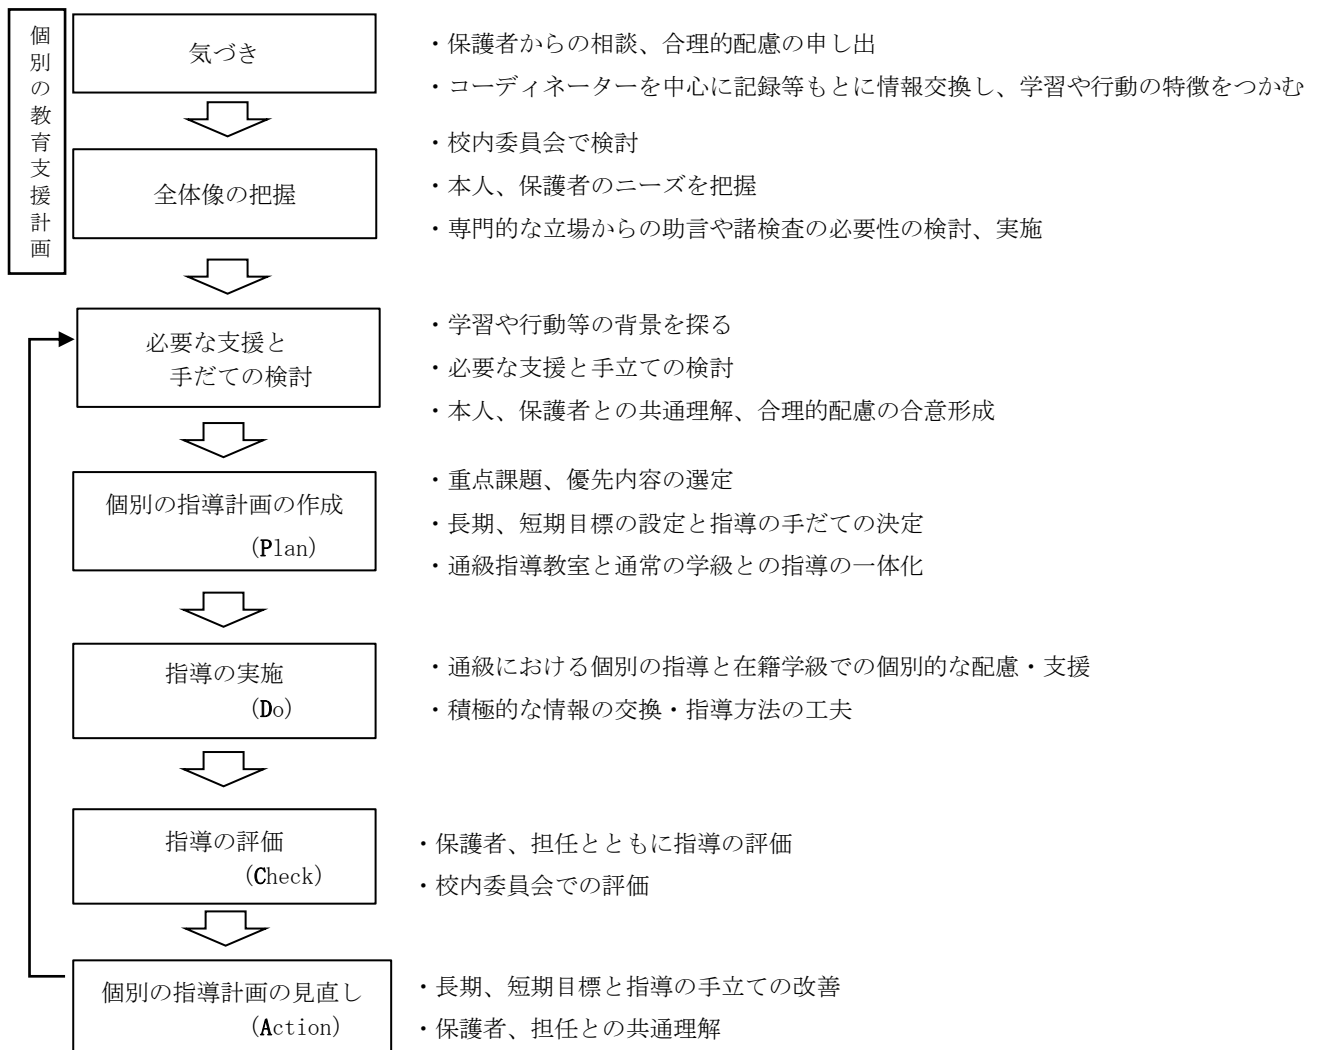 個別の教育支援計画
気づき
・保護者からの相談、合理的配慮の申し出
・コーディネーターを中心に記録等もとに情報交換し、学習や行動の特徴をつかむ
全体像の把握
・校内委員会で検討
・本人、保護者のニーズを把握
・専門的な立場からの助言や諸検査の必要性の検討、実施
必要な支援と
手だての検討
・学習や行動等の背景を探る
・必要な支援と手立ての検討
・本人、保護者との共通理解、合理的配慮の合意形成
個別の指導計画の作成
(Plan)
・重点課題、優先内容の選定
・長期、短期目標の設定と指導の手だての決定
・通級指導教室と通常の学級との指導の一体化
指導の実施
(Do)
・通級における個別の指導と在籍学級での個別的な配慮・支援
・積極的な情報の交換・指導方法の工夫
指導の評価
(Check)
・保護者、担任とともに指導の評価
・校内委員会での評価
個別の指導計画の見直し
(Action)
・長期、短期目標と指導の手立ての改善
・保護者、担任との共通理解